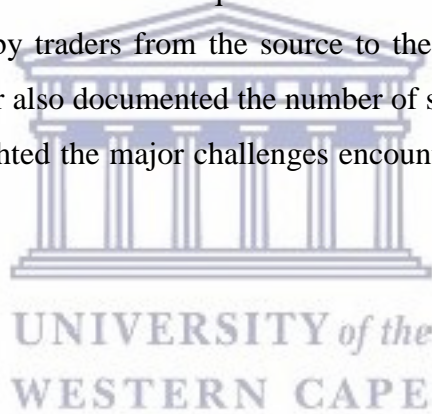 by traders from the source to the
also documented the number of s
hted the major challenges encoun
UNIVERSITY of the
WESTERN CAPE